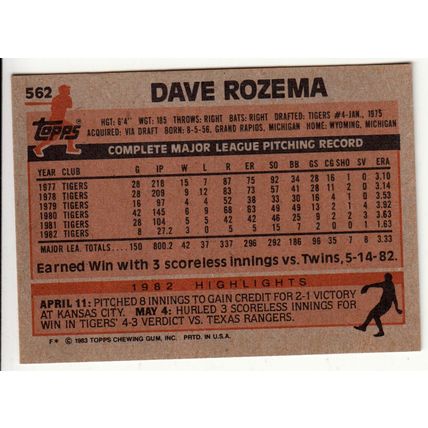 562 DAVE ROZEMA
Topps®
HGT: 6'4" WGT: 185 THROWS: RIGHT BATS: RIGHT DRAFTED: TIGERS #4-JAN., 1975
ACQUIRED: VIA DRAFT BORN: 8-5-56, GRAND RAPIDS, MICHIGAN HOME: WYOMING, MICHIGAN
COMPLETE MAJOR LEAGUE PITCHING RECORD
YEAR CLUB G IP W L R ER SO BB GS CG SHO SV ERA
1977 TIGERS 28 218 15 7 87 75 92 34 28 16 1 0 3.10
1978 TIGERS 28 209 9 12 83 73 57 41 28 11 2 0 3.14
1979 TIGERS 16 97 4 4 52 38 33 30 16 4 1 0 3.53
1980 TIGERS 42 145 6 9 68 63 49 49 13 2 1 4 3.92
1981 TIGERS 28 104 5 5 42 42 46 25 9 2 2 3 3.63
1982 TIGERS 8 27.2 3 0 5 5 15 7 2 0 0 1 1.63
MAJOR LEA. TOTALS 150 800.2 42 37 337 296 292 186 96 35 7 8 3.33
Earned Win with 3 scoreless innings vs. Twins, 5-14-82.
1982 HIGHLIGHTS
APRIL 11: PITCHED 8 INNINGS TO GAIN CREDIT FOR 2-1 VICTORY
AT KANSAS CITY. MAY 4: HURLED 3 SCORELESS INNINGS FOR
WIN IN TIGERS' 4-3 VERDICT VS. TEXAS RANGERS.
F* © 1983 TOPPS CHEWING GUM, INC. PRTD. IN U.S.A.